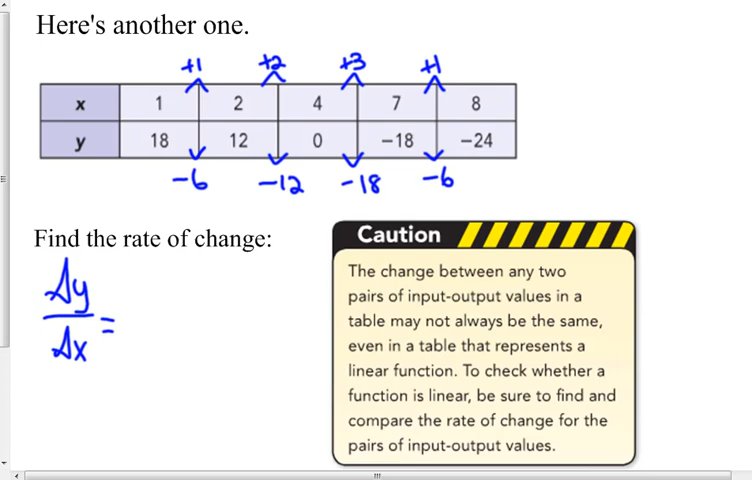 Here's another one.
+1 +2 +3 +1
x 1 2 4 7 8
y 18 12 0 −18 −24
-6 -12 -18 -6
Find the rate of change:
Δy
Δx =
Caution
The change between any two
pairs of input-output values in a
table may not always be the same,
even in a table that represents a
linear function. To check whether a
function is linear, be sure to find and
compare the rate of change for the
pairs of input-output values.